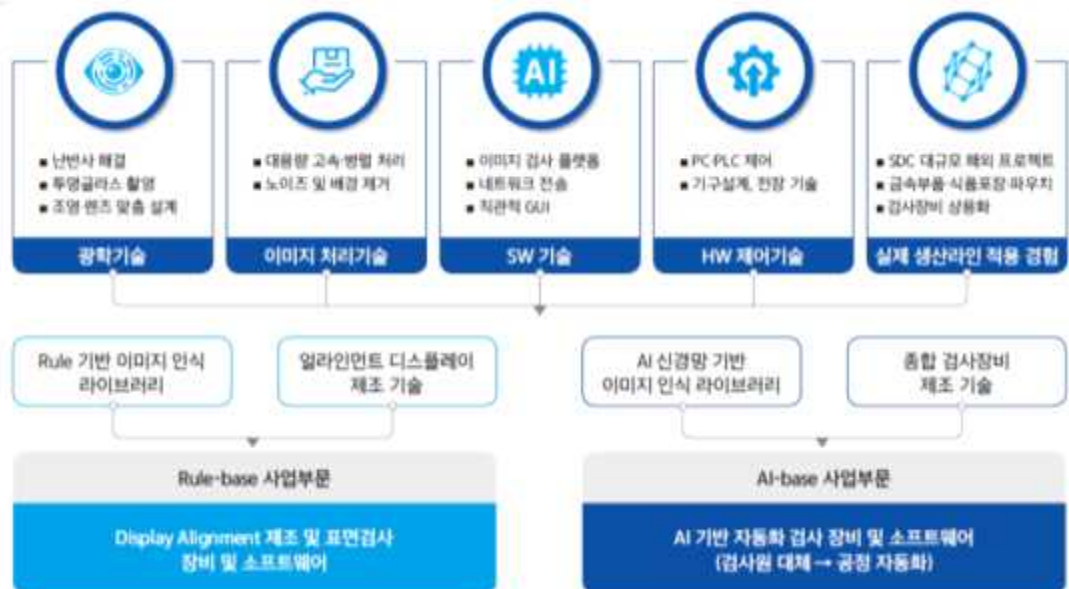 AI
■ 난반사 해결
■ 투명글라스 촬영
■ 조명·렌즈 맞춤 설계
광학기술
■ 대용량 고속·병렬 처리
■ 노이즈 및 배경 제거
이미지 처리기술
■ 이미지 검사 플랫폼
■ 네트워크 전송
■ 직관적 GUI
SW 기술
■ PC·PLC 제어
■ 기구설계, 전장 기술
HW 제어기술
■ SDC 대규모 해외 프로젝트
■ 금속부품·식품포장·파우치
■ 검사장비 상용화
실제 생산라인 적용 경험
Rule 기반 이미지 인식
라이브러리
얼라인먼트 디스플레이
제조 기술
AI 신경망 기반
이미지 인식 라이브러리
종합 검사장비
제조 기술
Rule-base 사업부문
Display Alignment 제조 및 표면검사
장비 및 소프트웨어
AI-base 사업부문
AI 기반 자동화 검사 장비 및 소프트웨어
(검사원 대체 → 공정 자동화)